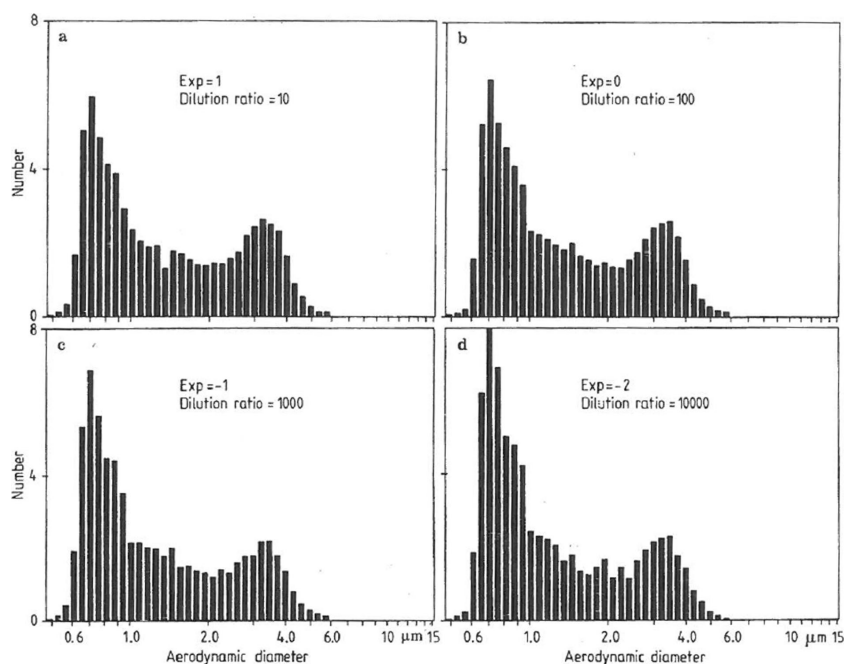 8
a
b
Exp=1
Dilution ratio =10
Exp=0
Dilution ratio =100
Number
4
0
8
c
d
Exp=-1
Dilution ratio =1000
Exp=-2
Dilution ratio =10000
Number
4
0
0.6 1.0 2.0 4.0 6.0 μm 15
0.6 1.0 2.0 4.0 6.0 10 μm 15
Aerodynamic diameter
Aerodynamic diameter